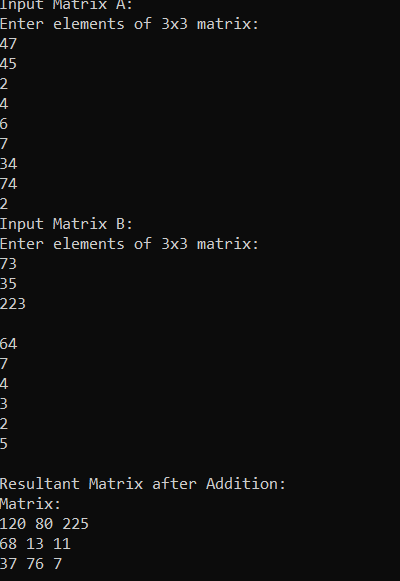 Input Matrix A:
Enter elements of 3x3 matrix:
47
45
2
4
6
7
34
74
2
Input Matrix B:
Enter elements of 3x3 matrix:
73
35
223
64
7
4
3
2
5
Resultant Matrix after Addition:
Matrix:
120 80 225
68 13 11
37 76 7